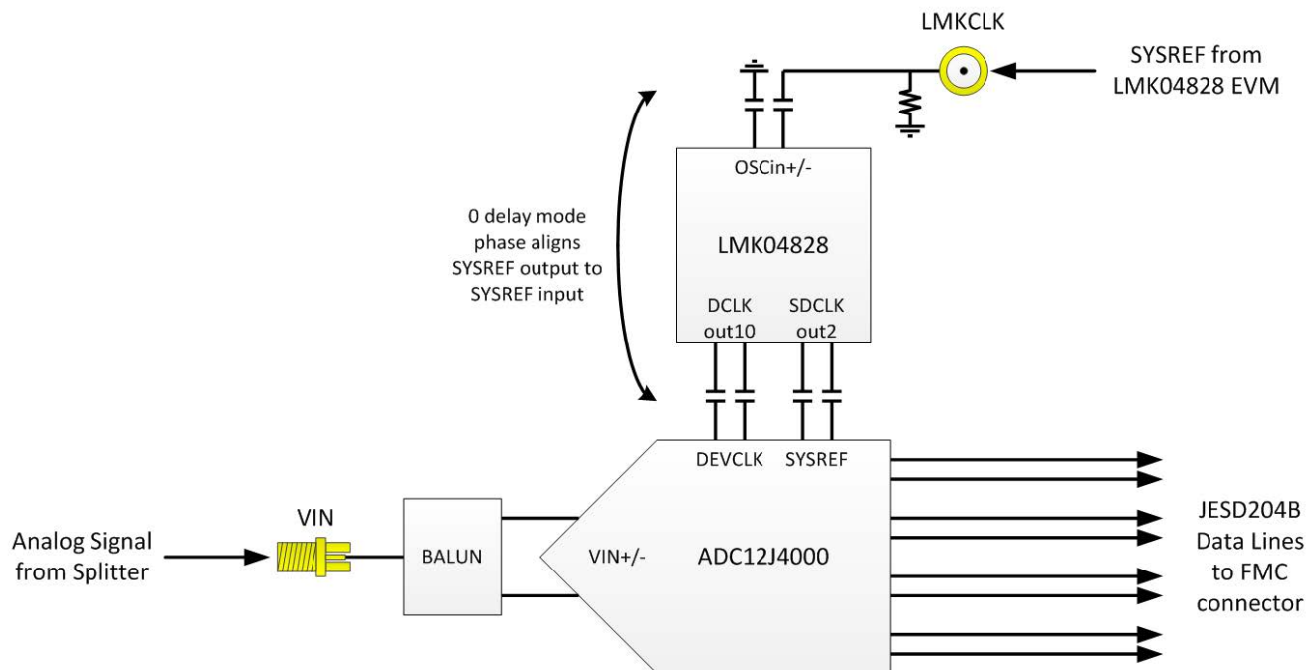 LMKCLK
SYSREF from
LMK04828 EVM
OSCin+/-
LMK04828
0 delay mode
phase aligns
SYSREF output to
SYSREF input
DCLK
out10
SDCLK
out2
DEVCLK
SYSREF
VIN
Analog Signal
from Splitter
BALUN
VIN+/-
ADC12J4000
JESD204B
Data Lines
to FMC
connector